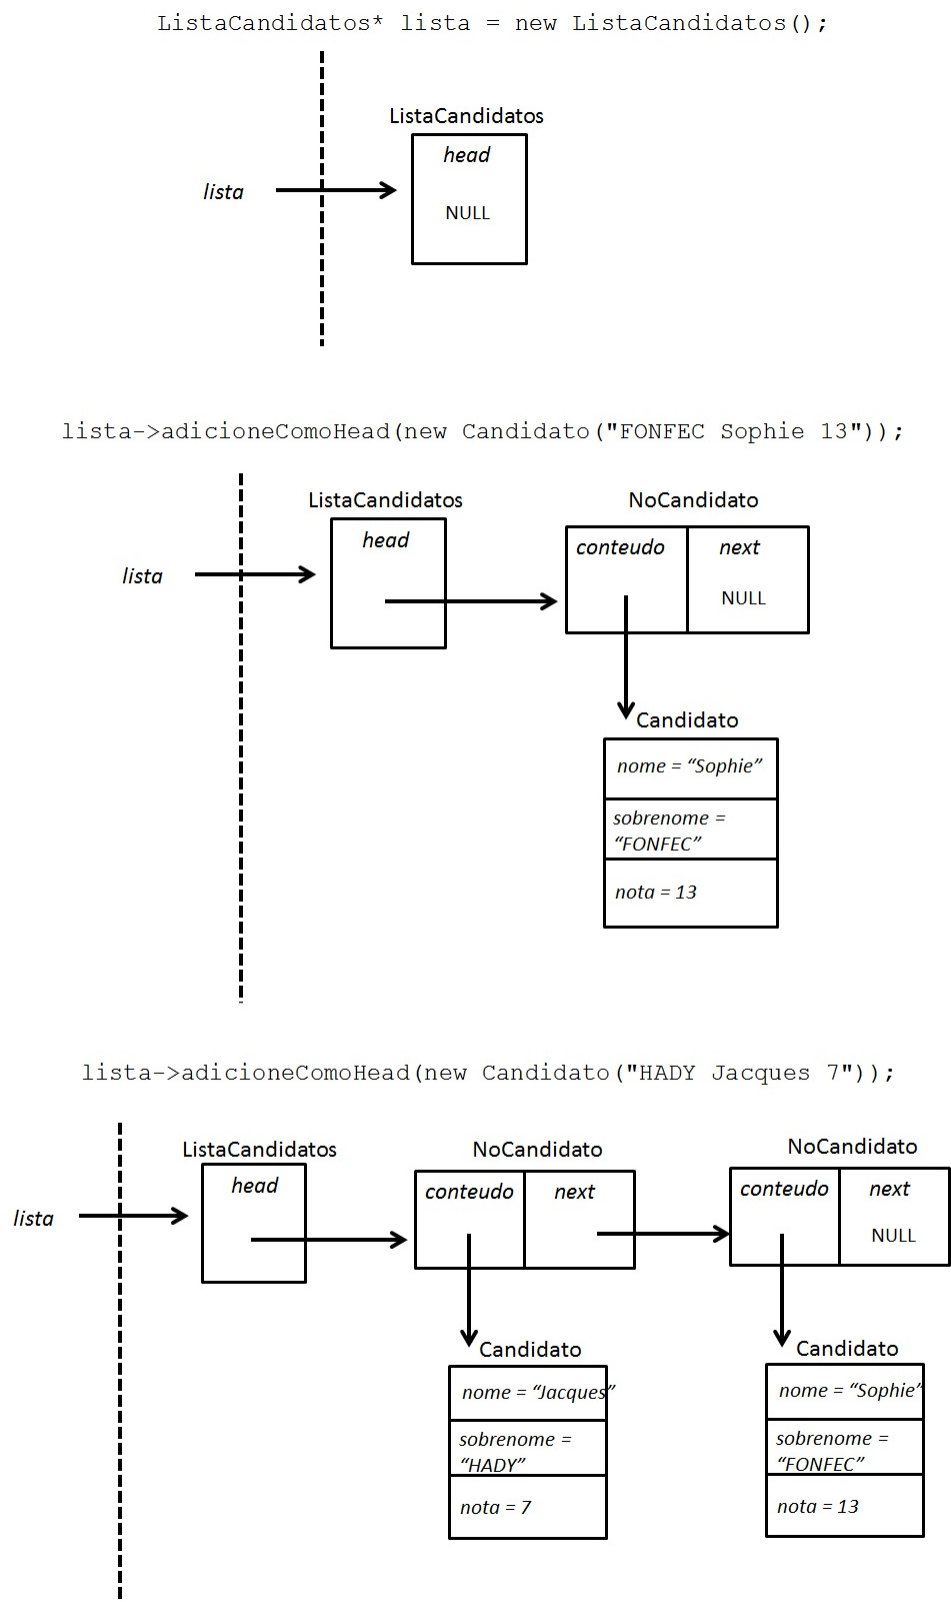 ListaCandidatos* lista = new ListaCandidatos();
ListaCandidatos
head
lista
NULL
lista->adicioneComoHead(new Candidato("FONFEC Sophie 13"));
ListaCandidatos
NoCandidato
head
conteudo
next
lista
NULL
Candidato
nome = “Sophie”
sobrenome =
“FONFEC”
nota = 13
lista->adicioneComoHead(new Candidato("HADY Jacques 7"));
ListaCandidatos
NoCandidato
NoCandidato
head
conteudo
next
conteudo
next
lista
NULL
Candidato
Candidato
nome = “Jacques”
nome = “Sophie”
sobrenome =
“HADY”
sobrenome =
“FONFEC”
nota = 7
nota = 13